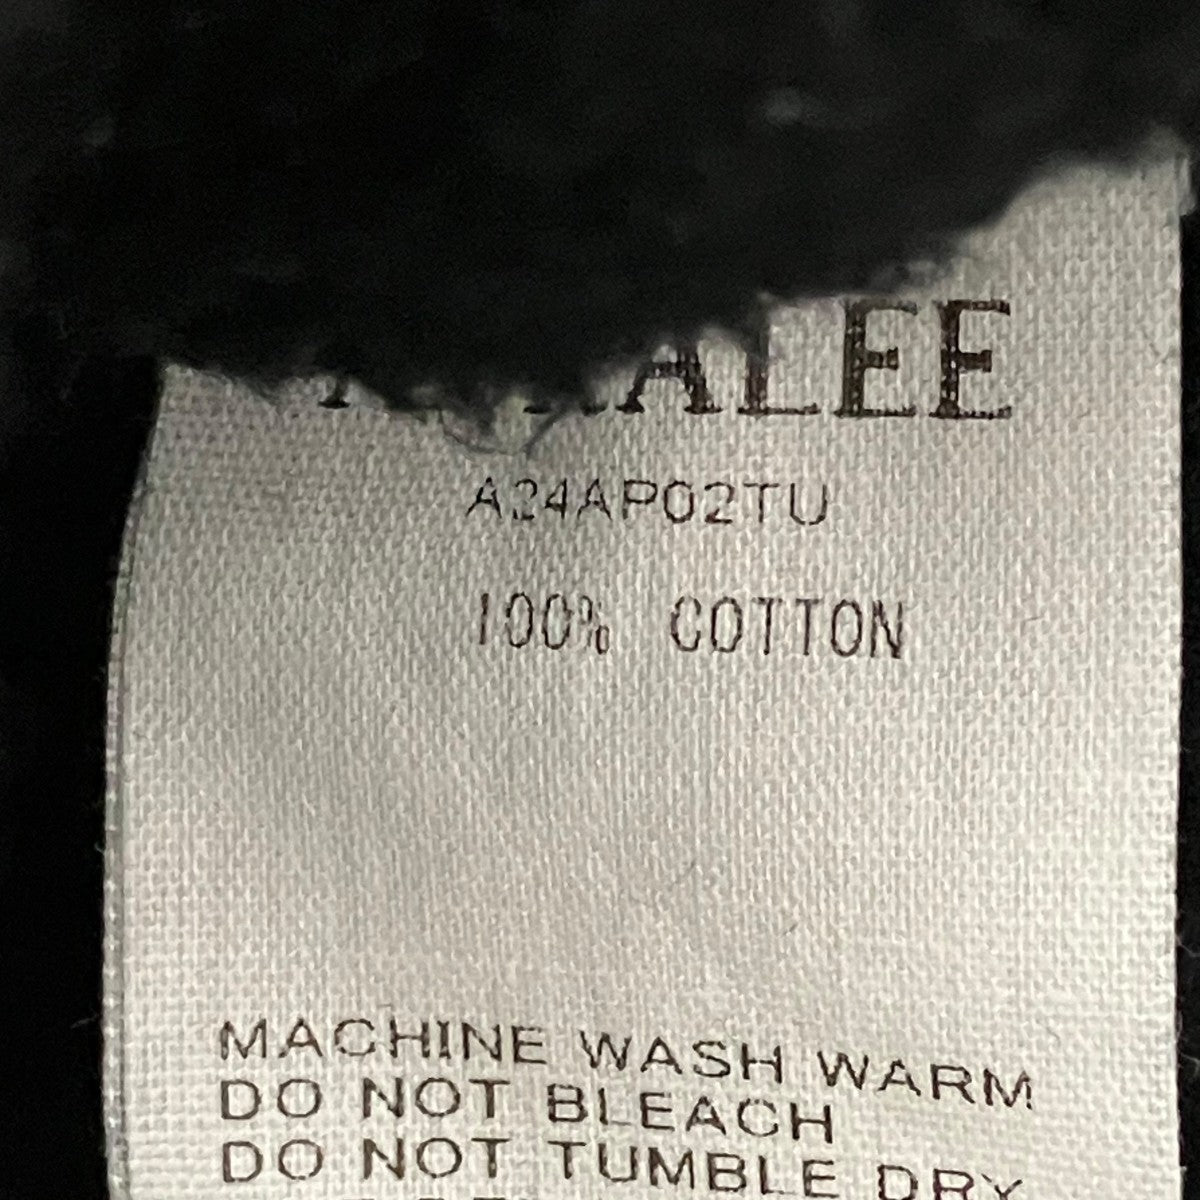 A24AP02TU
100% COTTON
MACHINE WASH WARM
DO NOT BLEACH
DO NOT TUMBLE DRY